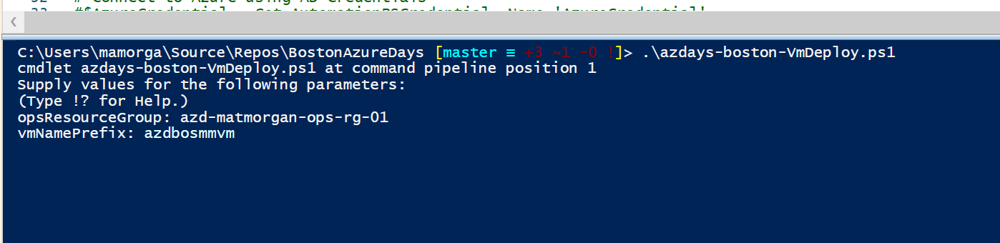 32 # Connect to Azure using AD Credentials
33 #$AzureCredential = Get-AutomationPSCredential -Name 'AzureCredential'
C:\Users\mamorga\Source\Repos\BostonAzureDays [master ≡ +3 ~1 -0 !]> .\azdays-boston-VmDeploy.ps1
cmdlet azdays-boston-VmDeploy.ps1 at command pipeline position 1
Supply values for the following parameters:
(Type !? for Help.)
opsResourceGroup: azd-matmorgan-ops-rg-01
vmNamePrefix: azdbosmmvm